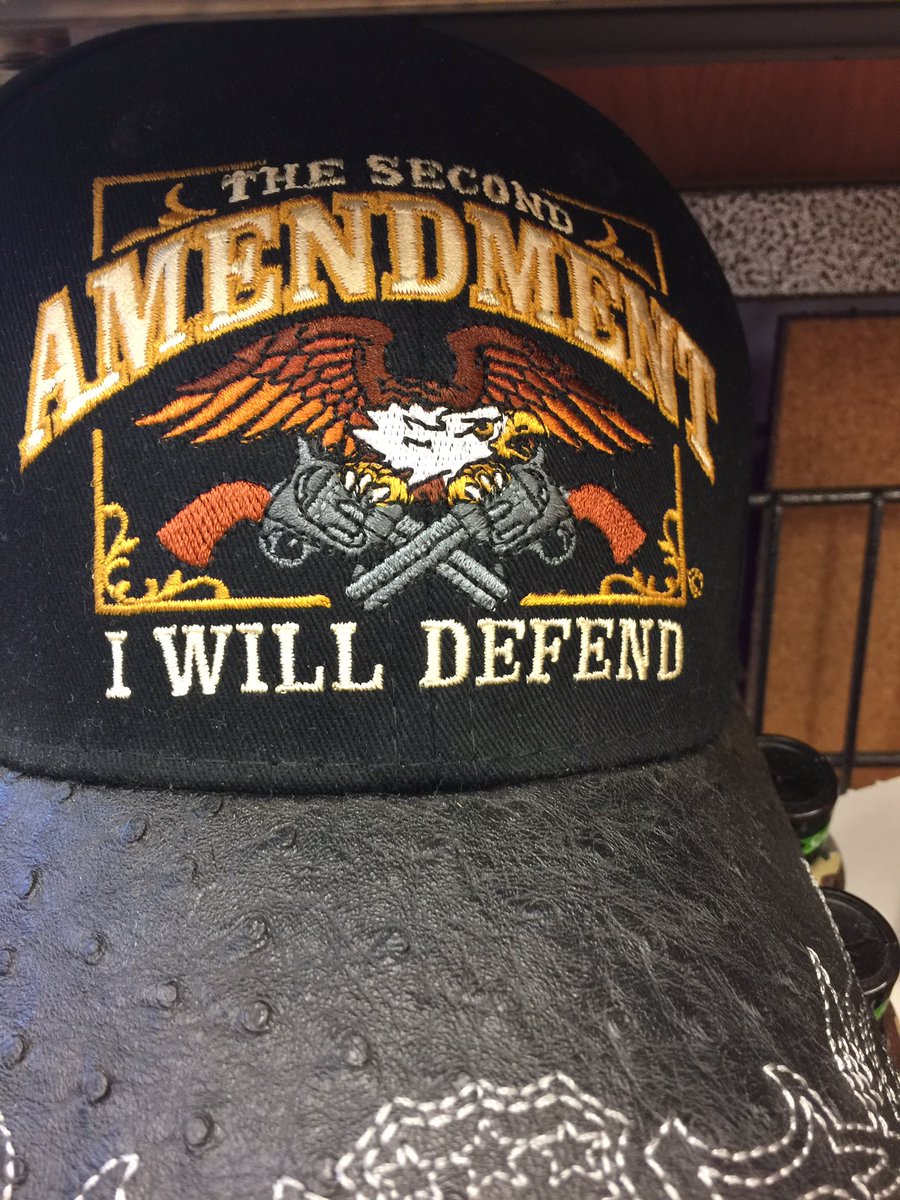 THE SECOND
AMENDMENT
I WILL DEFEND